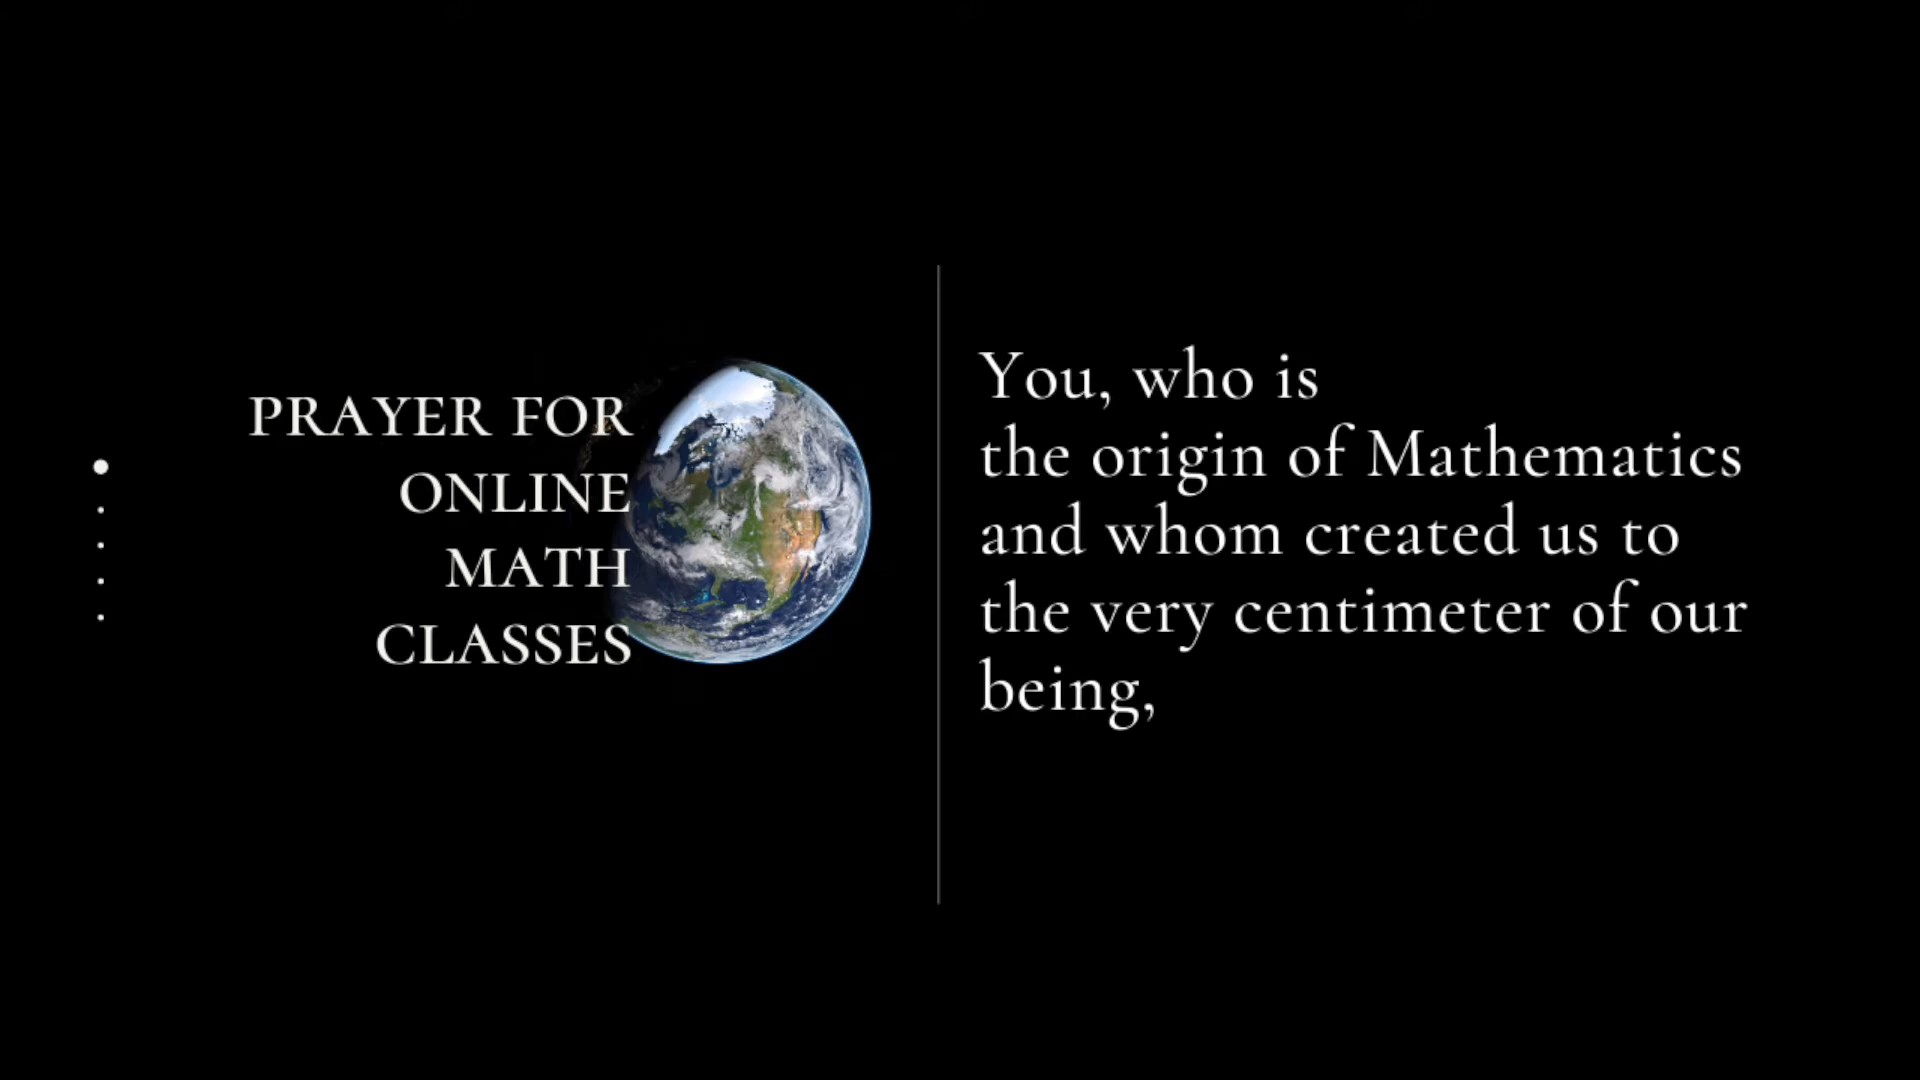 PRAYER FOR
ONLINE
MATH
CLASSES
You, who is
the origin of Mathematics
and whom created us to
the very centimeter of our
being,